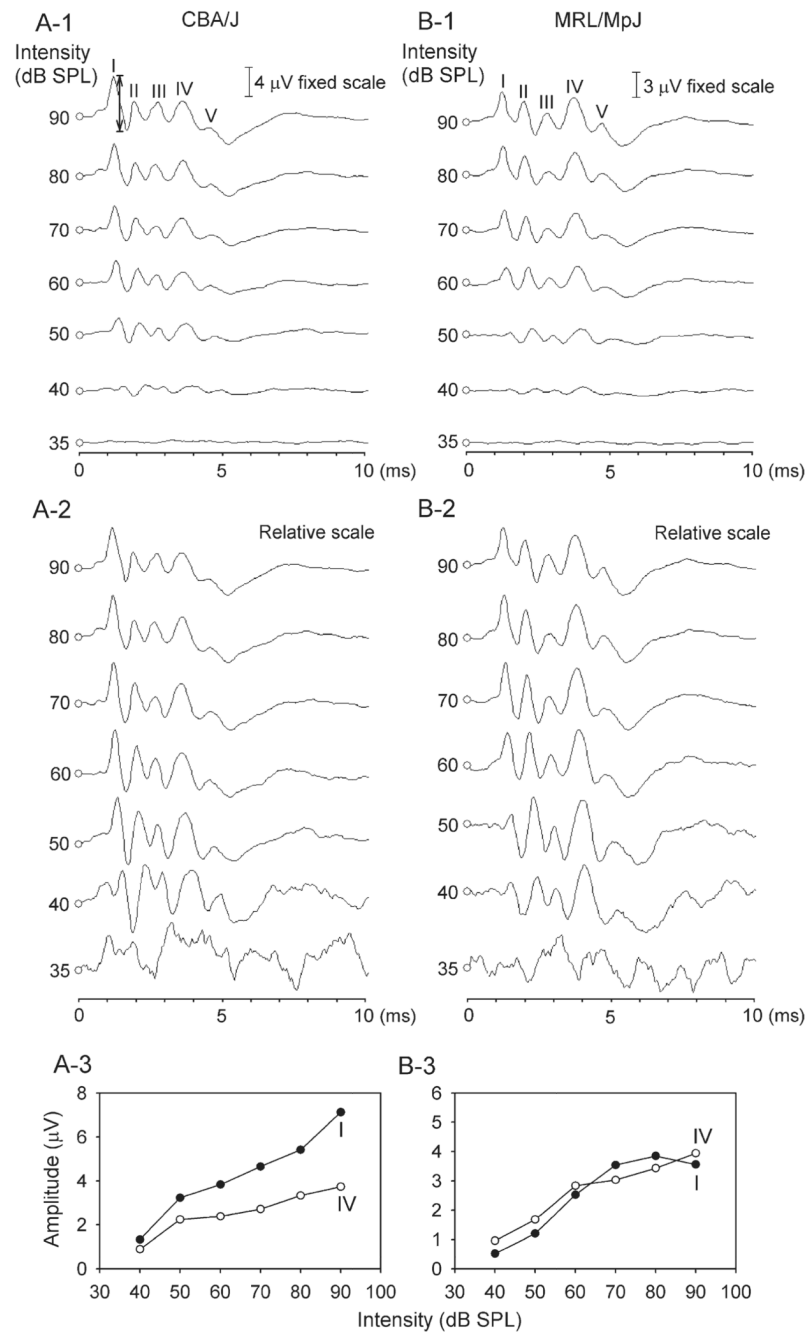 A-1 CBA/J
Intensity
(dB SPL)
4 μV fixed scale
I II III IV V
90
80
70
60
50
40
35
0 5 10 (ms)
B-1 MRL/MpJ
Intensity
(dB SPL)
3 μV fixed scale
I II III IV V
90
80
70
60
50
40
35
0 5 10 (ms)
A-2
Relative scale
90
80
70
60
50
40
35
0 5 10 (ms)
B-2
Relative scale
90
80
70
60
50
40
35
0 5 10 (ms)
A-3
Amplitude (μV)
8
6
4
2
0
I
IV
30 40 50 60 70 80 90 100
B-3
6
5
4
3
2
1
0
IV
I
30 40 50 60 70 80 90 100
Intensity (dB SPL)